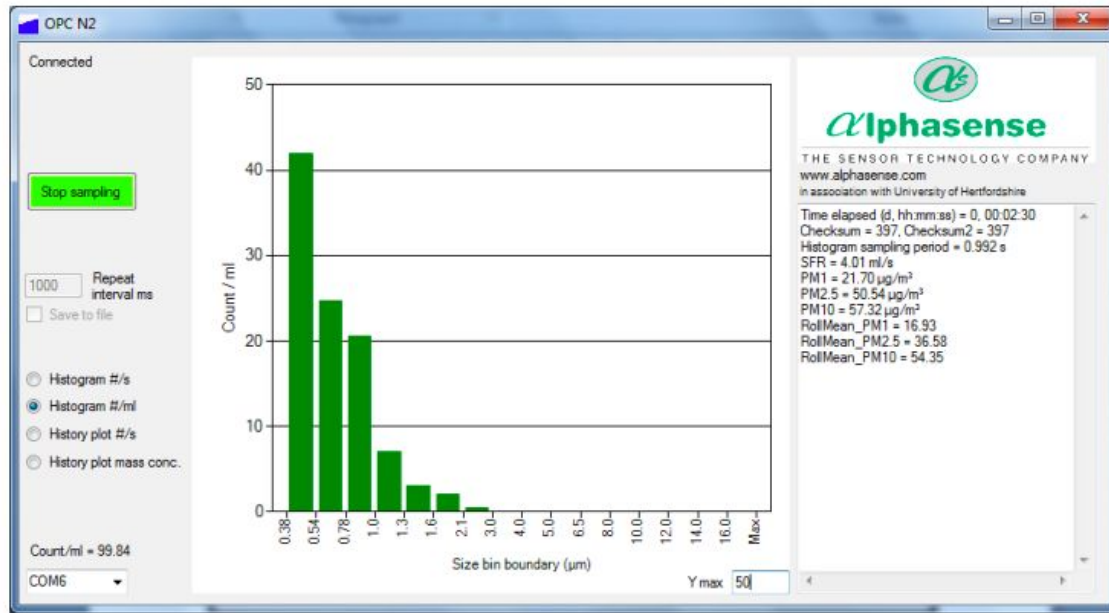 OPC N2
Connected
Stop sampling
1000
Repeat
interval ms
Save to file
Histogram #/s
Histogram #/ml
History plot #/s
History plot mass conc.
Count/ml = 99.84
COM6
50
40
30
20
10
0
Count / ml
0.38
0.54
0.78
1.0
1.3
1.6
2.1
3.0
4.0
5.0
6.5
8.0
10.0
12.0
14.0
16.0
Max
Size bin boundary (µm)
Y max 50
αs
αlphasense
THE SENSOR TECHNOLOGY COMPANY
www.alphasense.com
in association with University of Hertfordshire
Time elapsed (d, hh:mm:ss) = 0, 00:02:30
Checksum = 397, Checksum2 = 397
Histogram sampling period = 0.992 s
SFR = 4.01 ml/s
PM1 = 21.70 µg/m³
PM2.5 = 50.54 µg/m³
PM10 = 57.32 µg/m³
RollMean_PM1 = 16.93
RollMean_PM2.5 = 36.58
RollMean_PM10 = 54.35